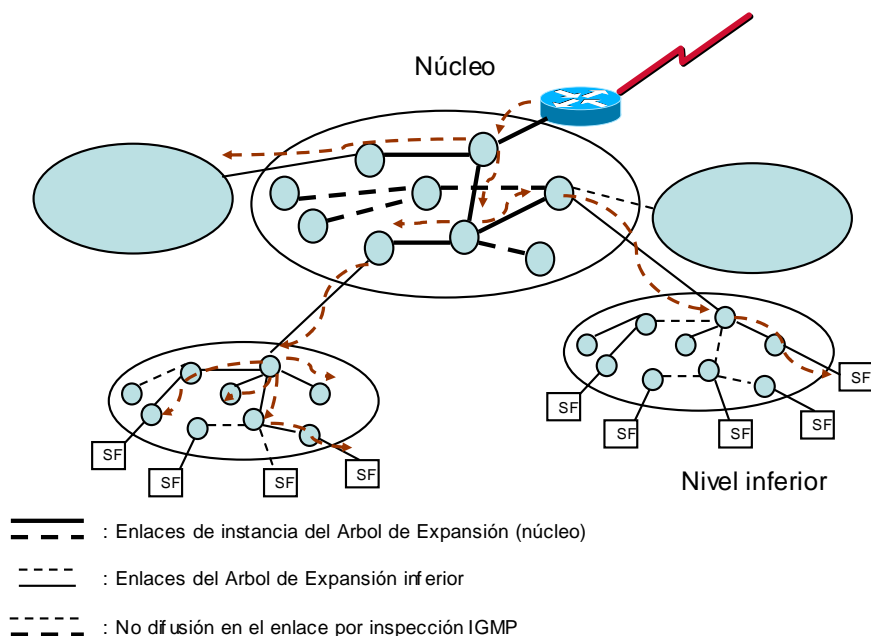 Núcleo
SF
SF
SF
SF
SF
SF
SF
SF
Nivel inferior
: Enlaces de instancia del Arbol de Expansión (núcleo)
: Enlaces del Arbol de Expansión inferior
: No difusión en el enlace por inspección IGMP